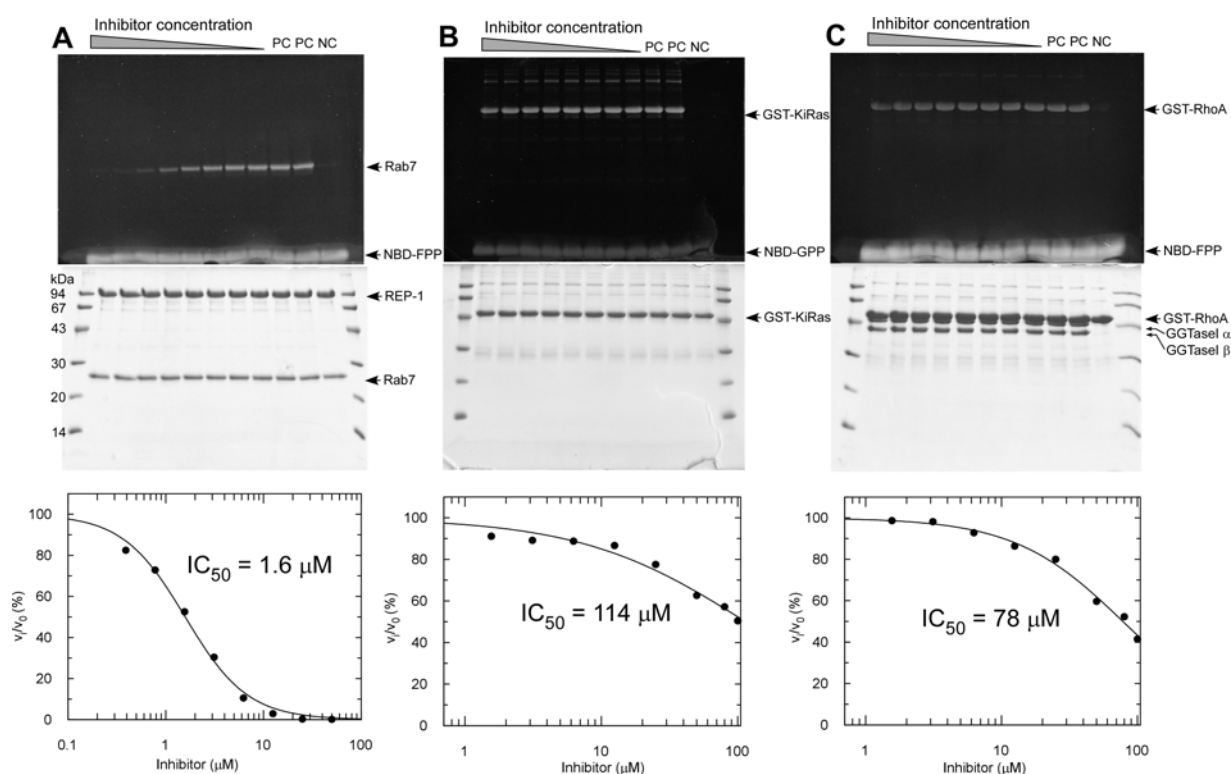 A
Inhibitor concentration
PC PC NC
Rab7
NBD-FPP
kDa
94
67
43
30
20
14
REP-1
Rab7
100
80
60
40
20
0
vi/v0 (%)
IC50 = 1.6 μM
0.1 1 10 100
Inhibitor (μM)
B
Inhibitor concentration
PC PC NC
GST-KiRas
NBD-GPP
GST-KiRas
100
80
60
40
20
0
vi/v0 (%)
IC50 = 114 μM
1 10 100
Inhibitor (μM)
C
Inhibitor concentration
PC PC NC
GST-RhoA
NBD-FPP
GST-RhoA
GGTaseI α
GGTaseI β
100
80
60
40
20
0
vi/v0 (%)
IC50 = 78 μM
1 10 100
Inhibitor (μM)